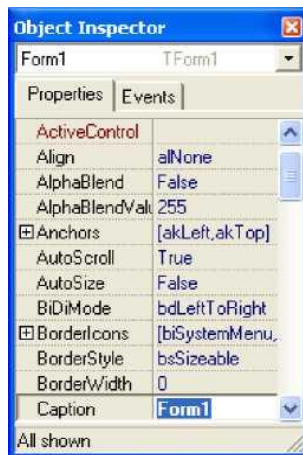 Object Inspector
Form1 TForm1
Properties Events
ActiveControl
Align alNone
AlphaBlend False
AlphaBlendValu 255
Anchors [akLeft,akTop]
AutoScroll True
AutoSize False
BiDiMode bdLeftToRight
BorderIcons [biSystemMenu,
BorderStyle bsSizeable
BorderWidth 0
Caption Form1
All shown